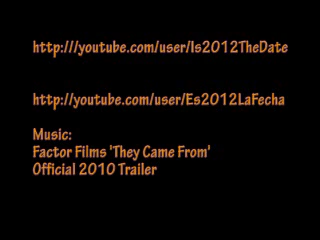 http:///youtube.com/user/Is2012TheDate
http://youtube.com/user/Es2012LaFecha
Music:
Factor Films 'They Came From'
Official 2010 Trailer